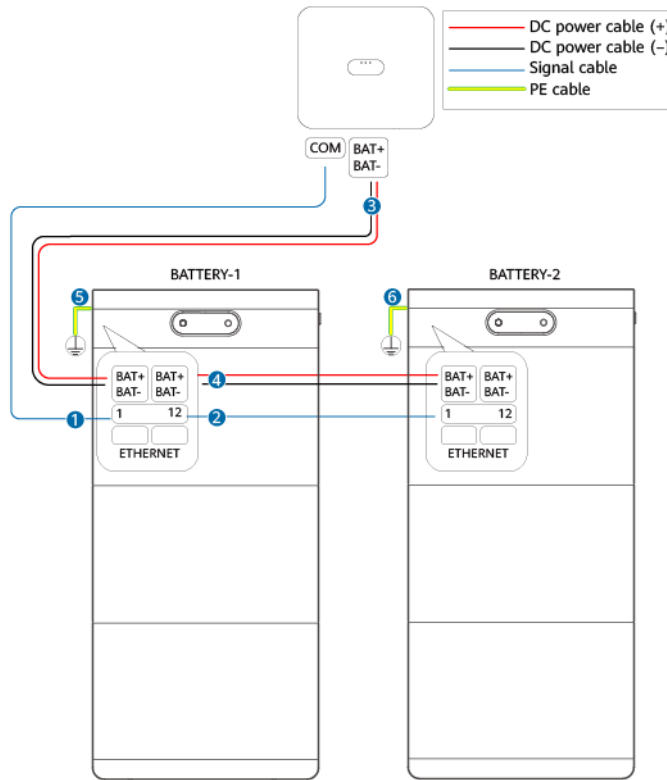 DC power cable (+)
DC power cable (–)
Signal cable
PE cable
COM
BAT+
BAT-
3
BATTERY-1
BATTERY-2
5
6
BAT+ BAT+
BAT- BAT-
4
BAT+ BAT+
BAT- BAT-
1
1 12
2
1 12
ETHERNET
ETHERNET